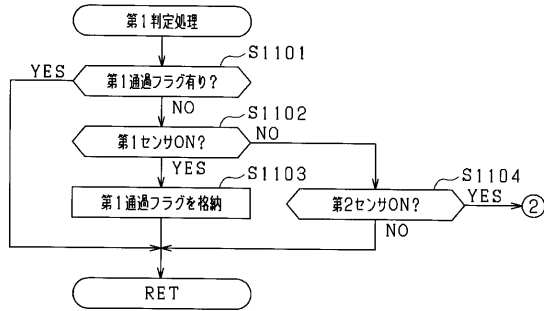 第1判定処理
S1101
YES
第1通過フラグ有り?
NO
S1102
第1センサON?
NO
YES
S1103
第1通過フラグを格納
S1104
第2センサON?
YES
②
NO
RET